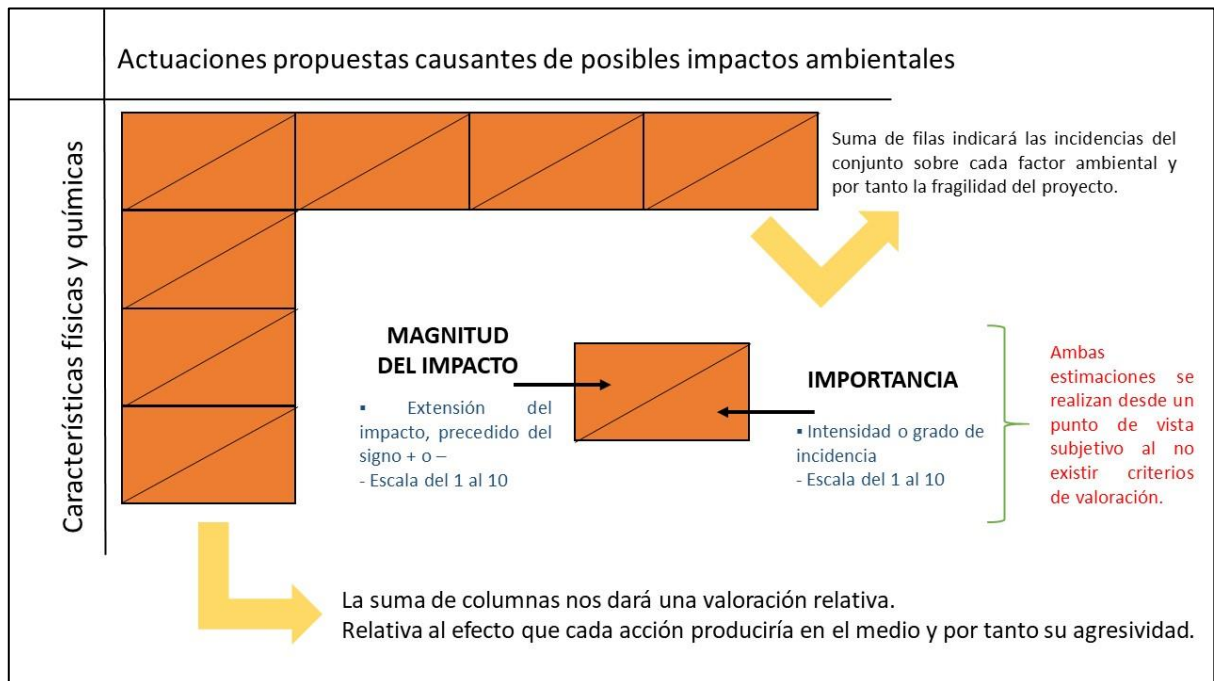 Actuaciones propuestas causantes de posibles impactos ambientales
Características físicas y químicas
Suma de filas indicará las incidencias del
conjunto sobre cada factor ambiental y
por tanto la fragilidad del proyecto.
MAGNITUD
DEL IMPACTO
▪ Extensión del
impacto, precedido del
signo + o –
- Escala del 1 al 10
IMPORTANCIA
▪ Intensidad o grado de
incidencia
- Escala del 1 al 10
Ambas
estimaciones se
realizan desde un
punto de vista
subjetivo al no
existir criterios
de valoración.
La suma de columnas nos dará una valoración relativa.
Relativa al efecto que cada acción produciría en el medio y por tanto su agresividad.